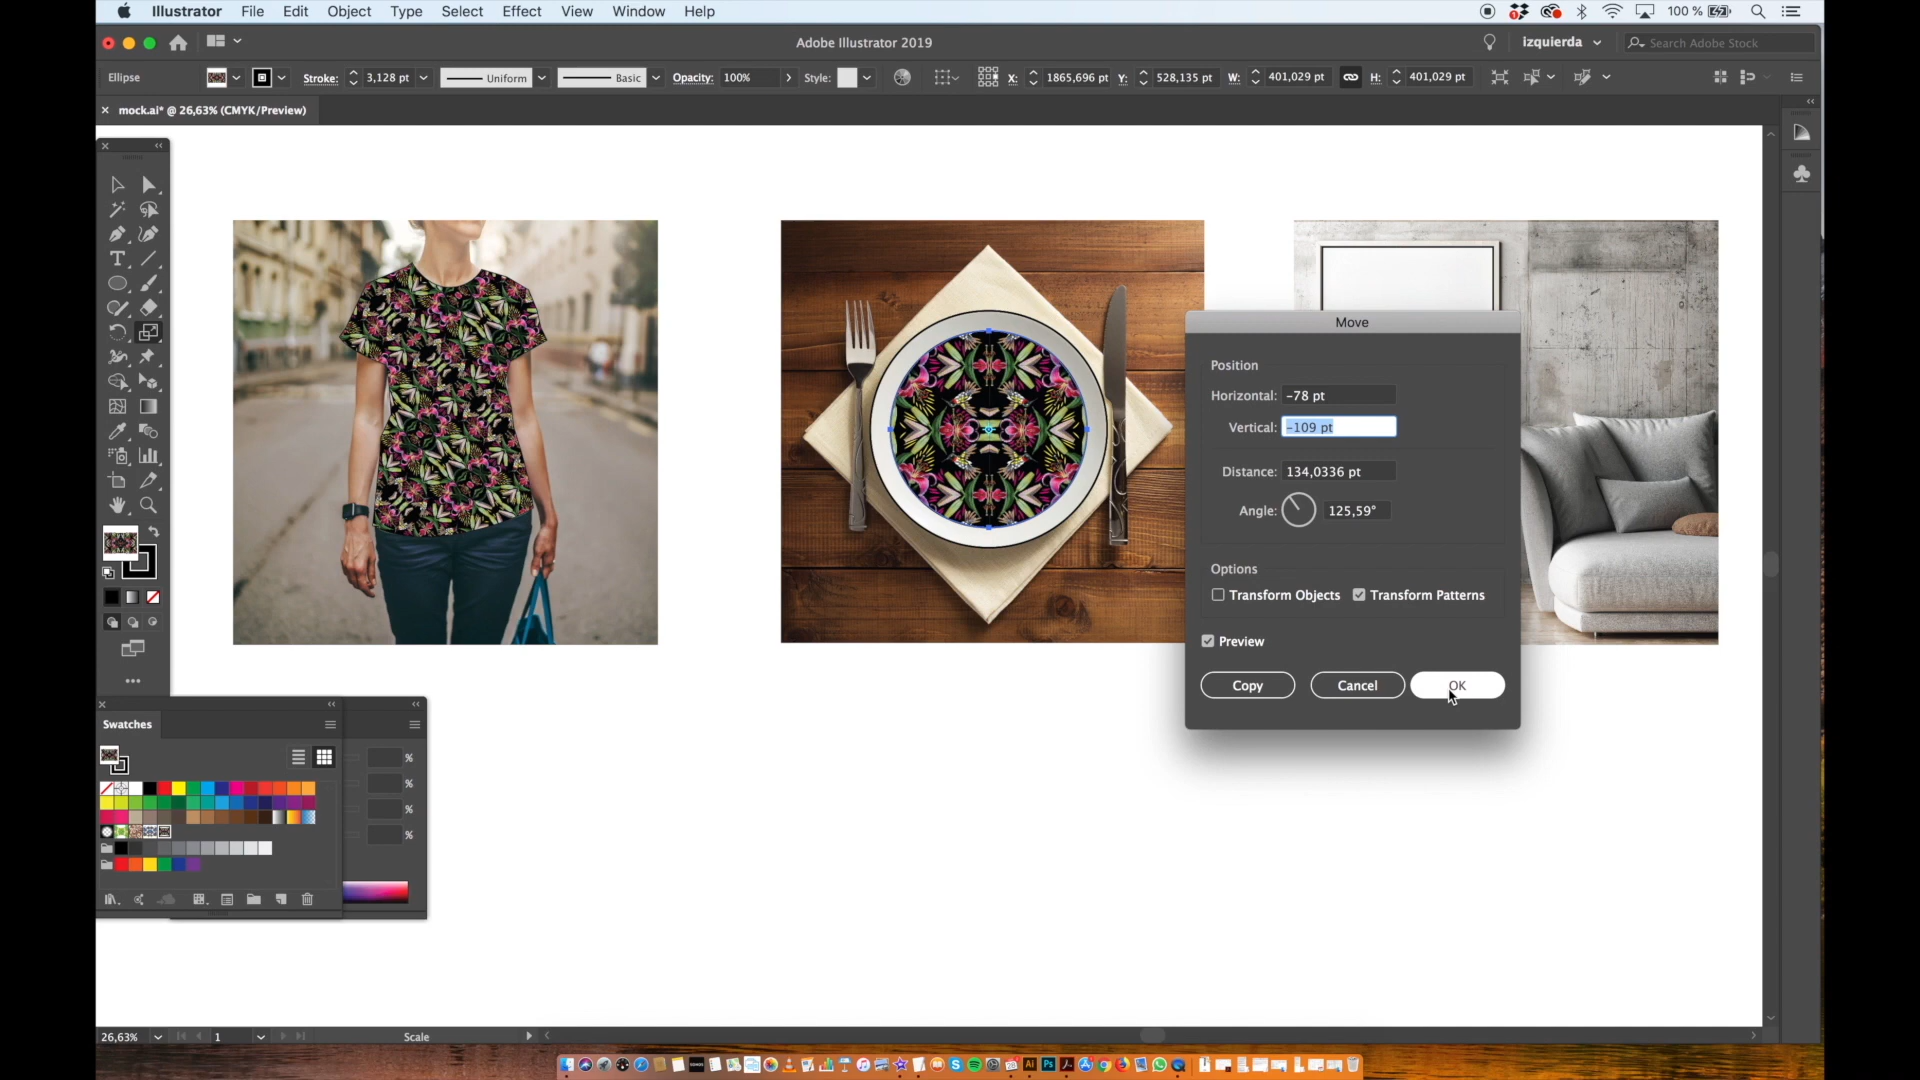 Illustrator File Edit Object Type Select Effect View Window Help 100 %
Adobe Illustrator 2019 izquierda Search Adobe Stock
Ellipse Stroke: 3,128 pt Uniform Basic Opacity: 100% Style: X: 1865,696 pt Y: 528,135 pt W: 401,029 pt H: 401,029 pt
mock.ai* @ 26,63% (CMYK/Preview)
Move
Position
Horizontal: -78 pt
Vertical: -109 pt
Distance: 134,0336 pt
Angle: 125,59°
Options
Transform Objects Transform Patterns
Preview
Copy Cancel OK
Swatches
%
%
%
%
26,63% 1 Scale